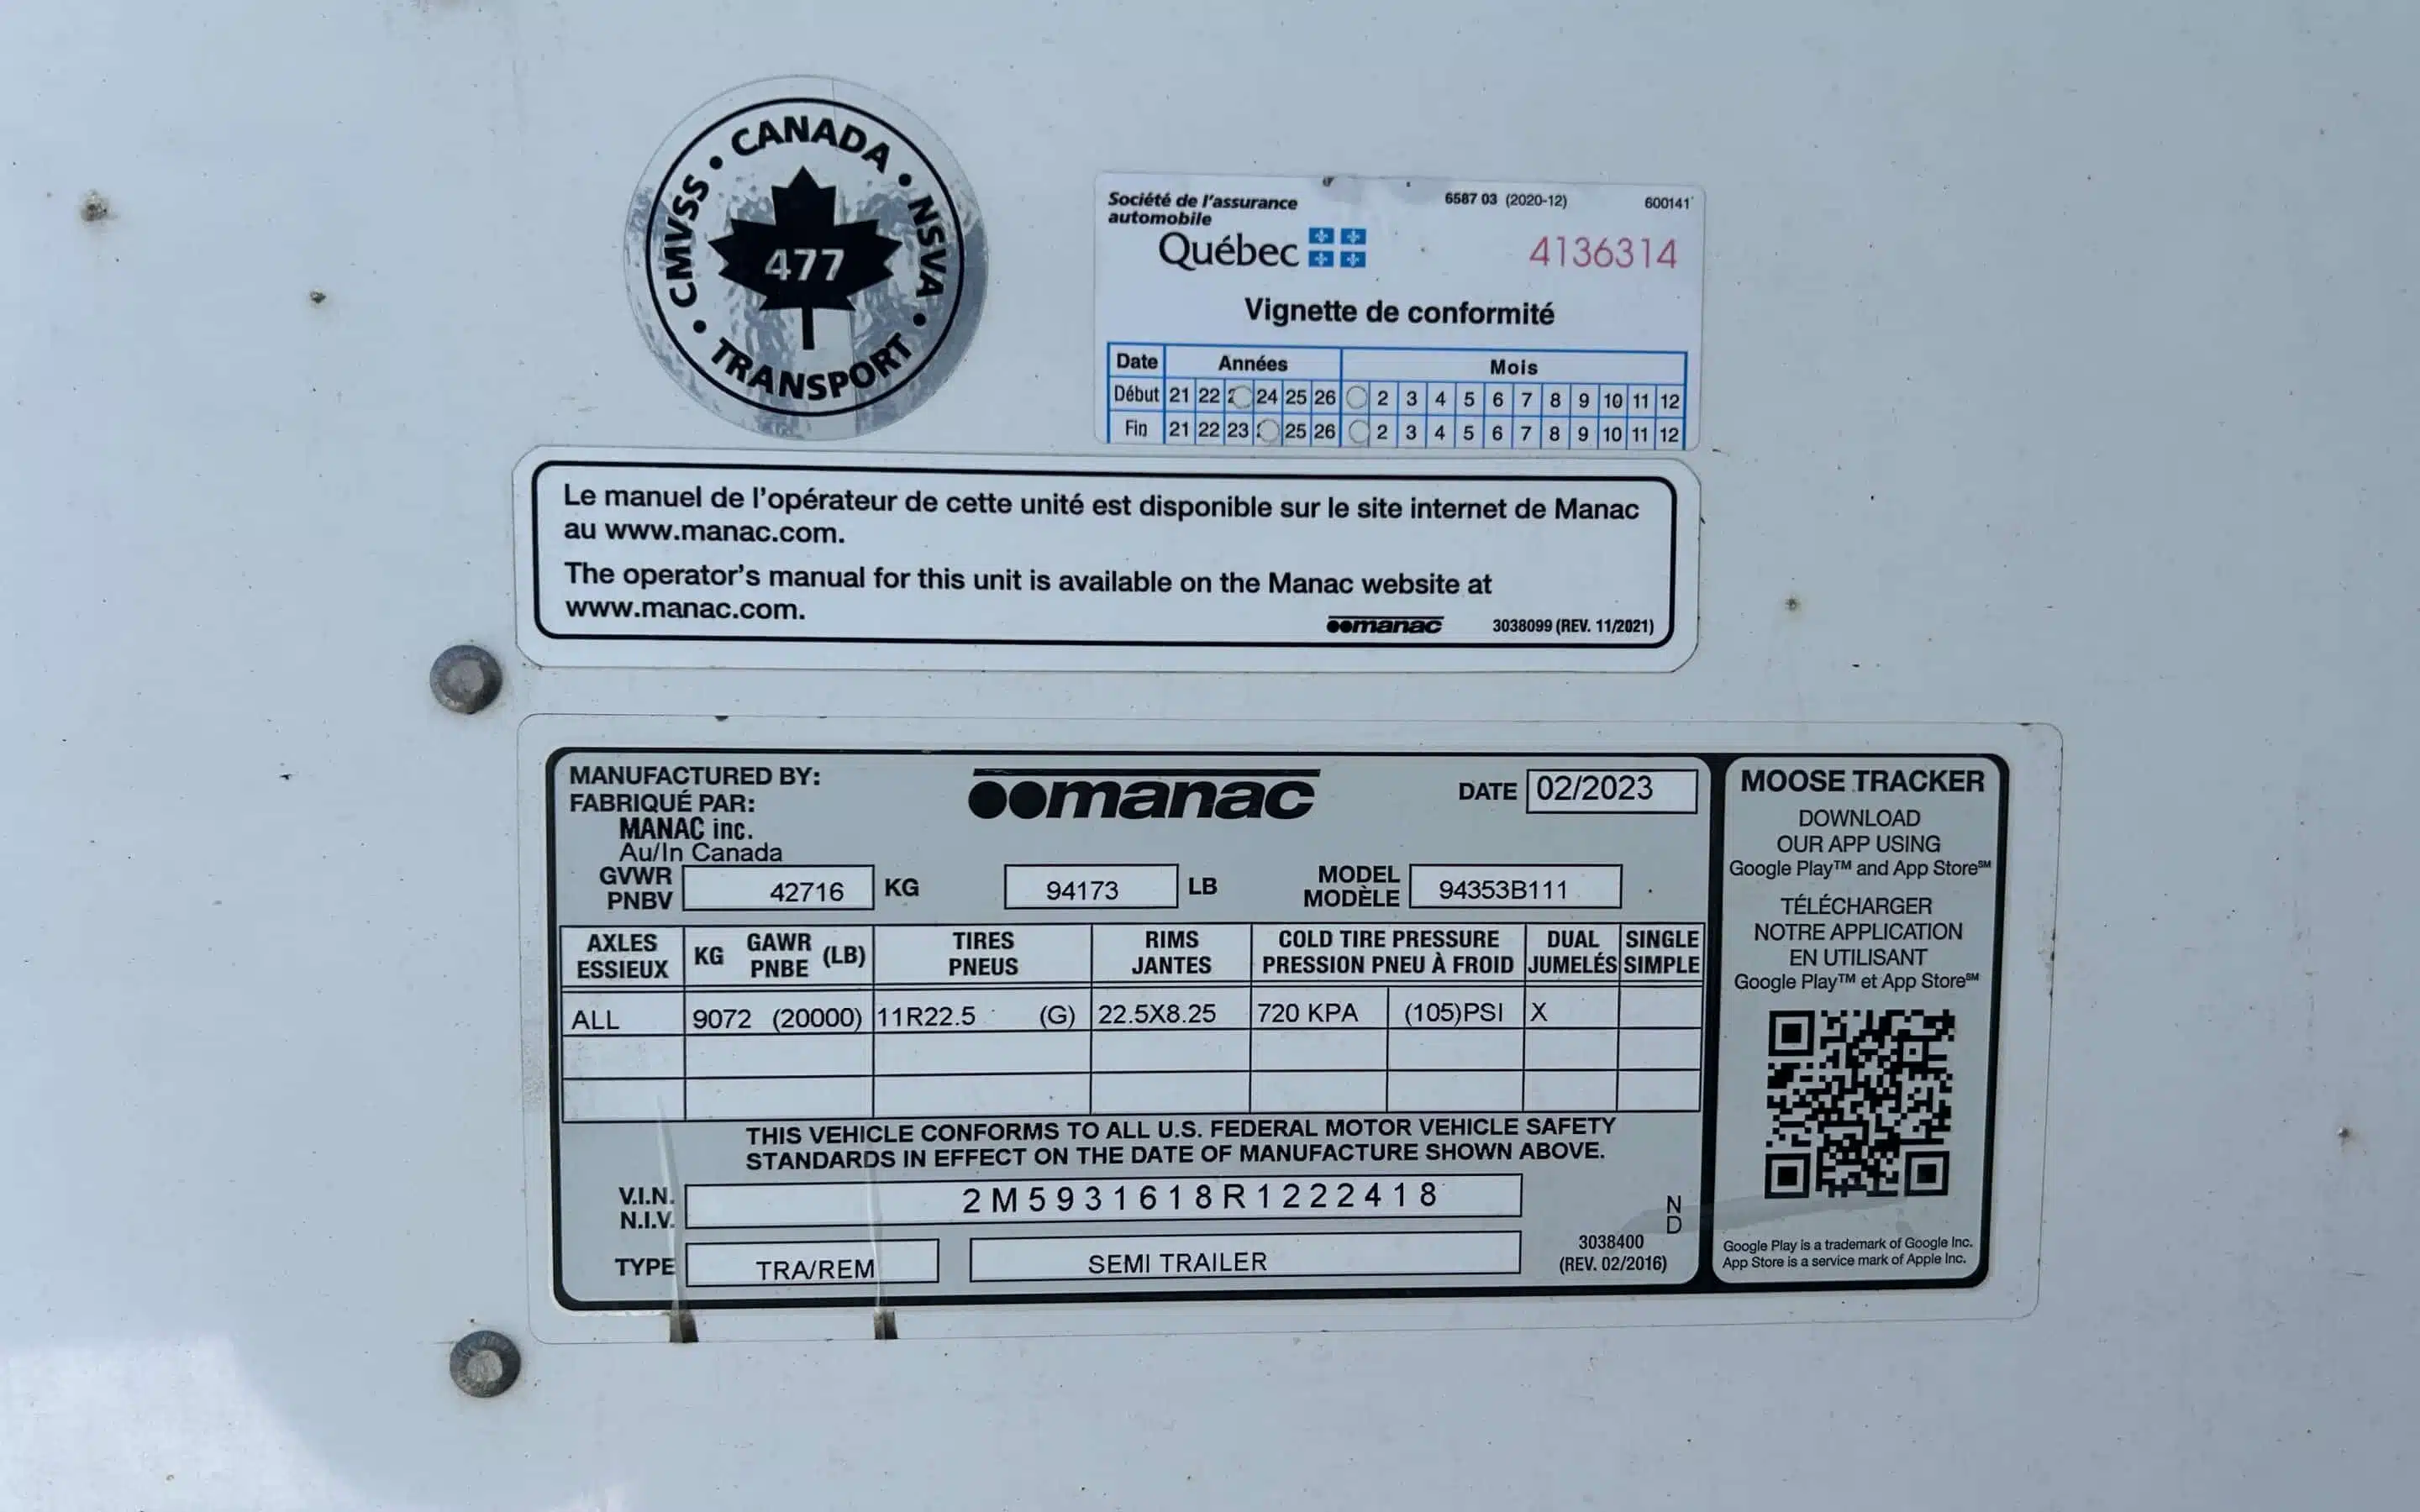 • CANADA •
CMVSS
NSVA
477
• TRANSPORT •
Société de l'assurance
automobile
Québec
6587 03 (2020-12)
600141
4136314
Vignette de conformité
Date Années Mois
Début 21 22 24 25 26 2 3 4 5 6 7 8 9 10 11 12
Fin 21 22 23 25 26 2 3 4 5 6 7 8 9 10 11 12
Le manuel de l'opérateur de cette unité est disponible sur le site internet de Manac
au www.manac.com.
The operator's manual for this unit is available on the Manac website at
www.manac.com.
manac 3038099 (REV. 11/2021)
MANUFACTURED BY:
FABRIQUÉ PAR:
MANAC inc.
Au/In Canada
manac
DATE 02/2023
GVWR
PNBV
42716 KG
94173 LB
MODEL
MODÈLE
94353B111
AXLES
ESSIEUX
KG GAWR
PNBE (LB)
TIRES
PNEUS
RIMS
JANTES
COLD TIRE PRESSURE
PRESSION PNEU À FROID
DUAL
JUMELÉS
SINGLE
SIMPLE
ALL 9072 (20000) 11R22.5 (G) 22.5X8.25 720 KPA (105)PSI X
THIS VEHICLE CONFORMS TO ALL U.S. FEDERAL MOTOR VEHICLE SAFETY
STANDARDS IN EFFECT ON THE DATE OF MANUFACTURE SHOWN ABOVE.
V.I.N.
N.I.V.
2M5931618R1222418
N
D
TYPE TRA/REM SEMI TRAILER
3038400
(REV. 02/2016)
MOOSE TRACKER
DOWNLOAD
OUR APP USING
Google Play™ and App Store℠
TÉLÉCHARGER
NOTRE APPLICATION
EN UTILISANT
Google Play™ et App Store℠
Google Play is a trademark of Google Inc.
App Store is a service mark of Apple Inc.